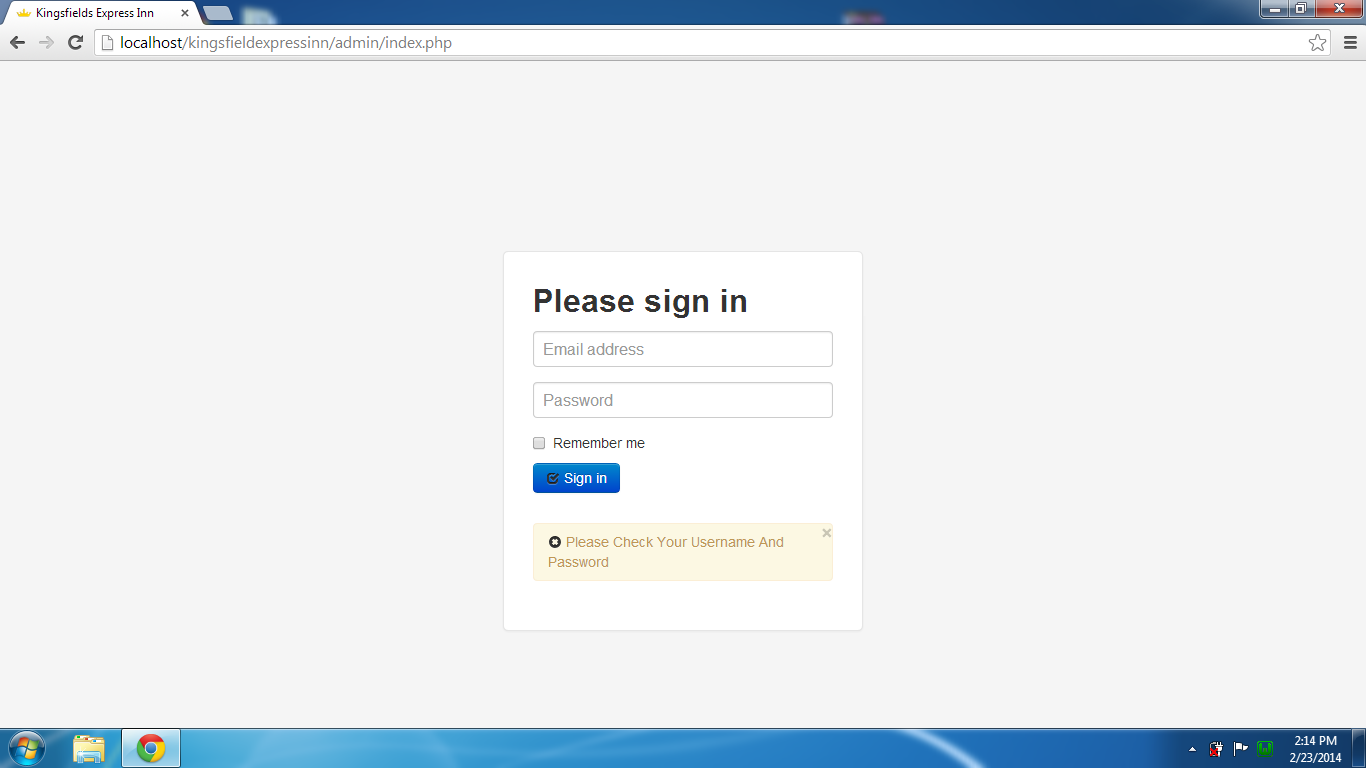 Kingsfields Express Inn
localhost/kingsfieldexpressinn/admin/index.php
Please sign in
Email address
Password
Remember me
Sign in
Please Check Your Username And
Password
2:14 PM
2/23/2014